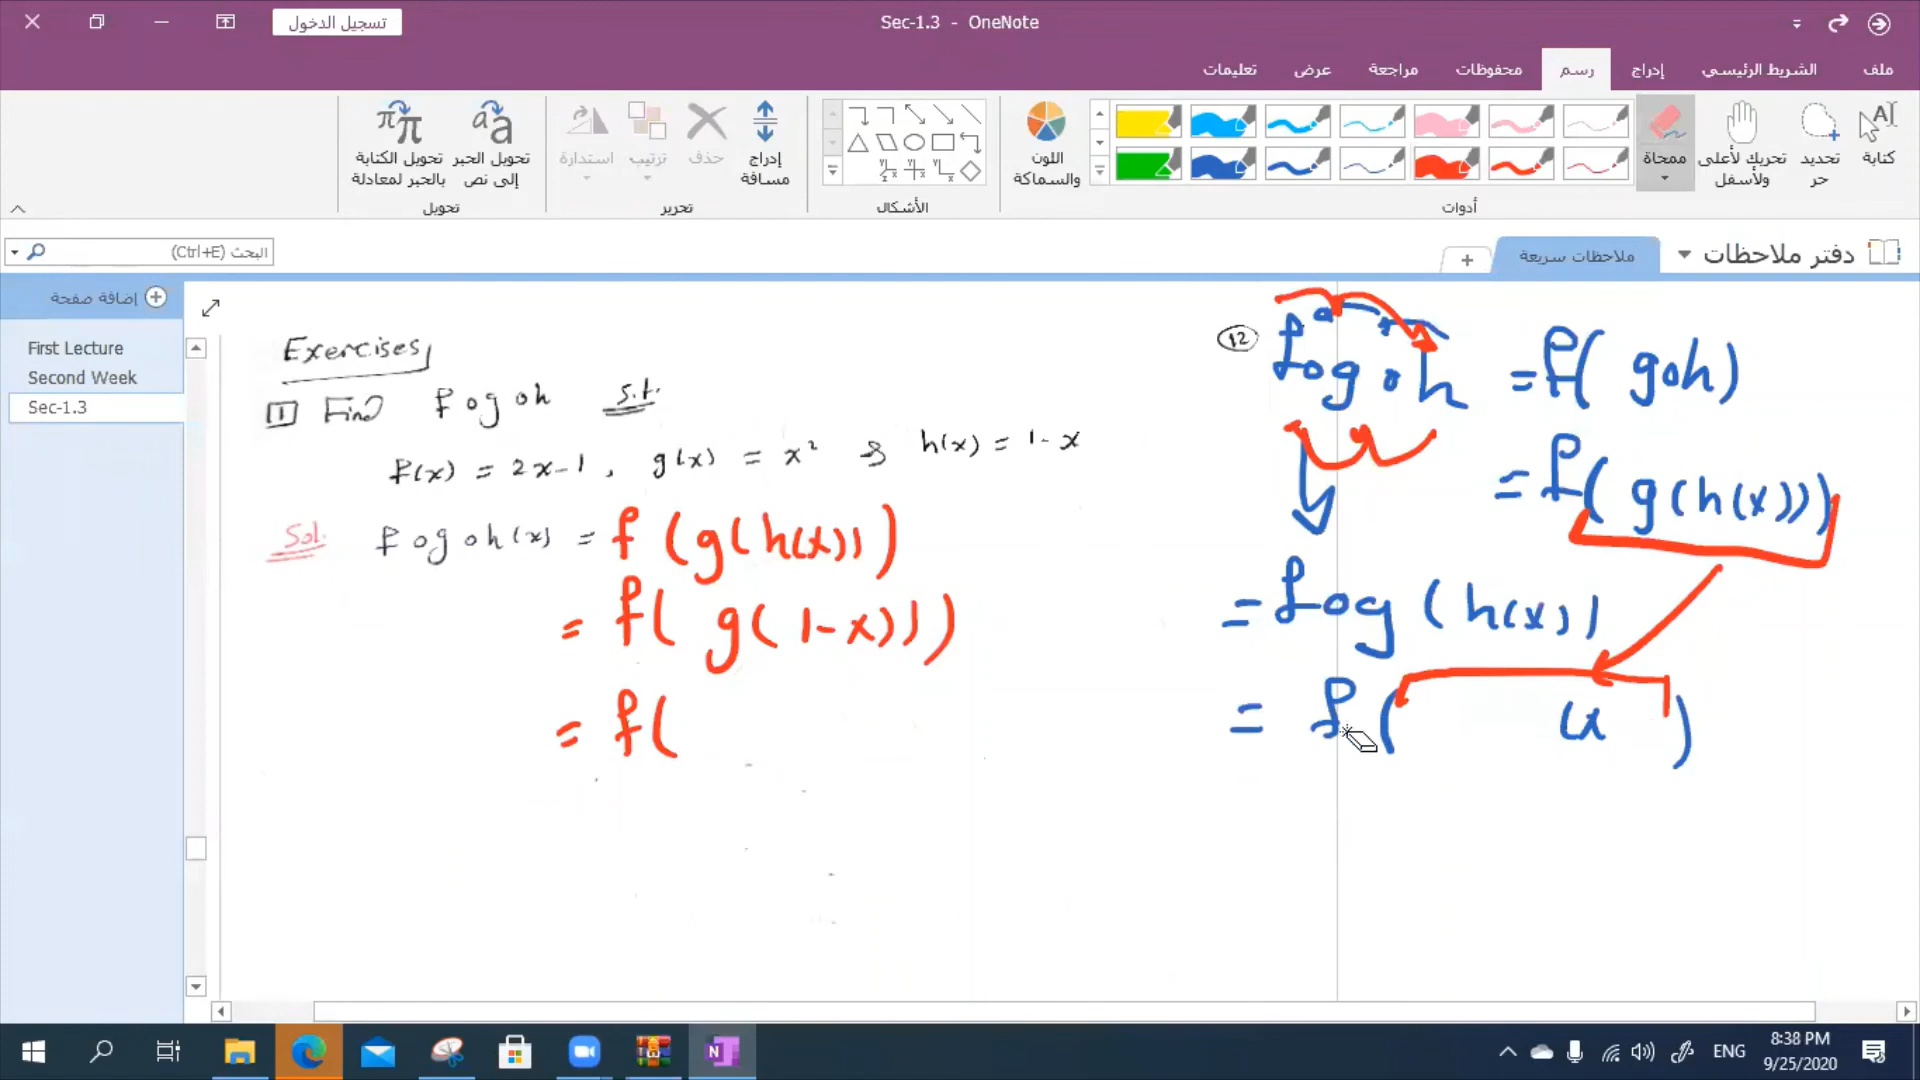 تسجيل الدخول
Sec-1.3 - OneNote
ملف الشريط الرئيسي إدراج رسم محفوظات مراجعة عرض تعليمات
كتابة
تحديد حر
تحريك لأعلى ولأسفل
ممحاة
أدوات
اللون والسماكة
الأشكال
إدراج مسافة
حذف
ترتيب
استدارة
تحرير
تحويل الحبر إلى نص
تحويل الكتابة بالحبر لمعادلة
تحويل
دفتر ملاحظات
ملاحظات سريعة
البحث (Ctrl+E)
إضافة صفحة
First Lecture
Second Week
Sec-1.3
Exercises
1 Find f o g o h s.t.
f(x) = 2x-1, g(x) = x² & h(x) = 1-x
Sol. f o g o h(x) = f(g(h(x)))
= f(g(1-x)))
= f(
12 f o g o h = f(goh)
= f(g(h(x)))
= fog(h(x))
= f( (x )
ENG
8:38 PM
9/25/2020